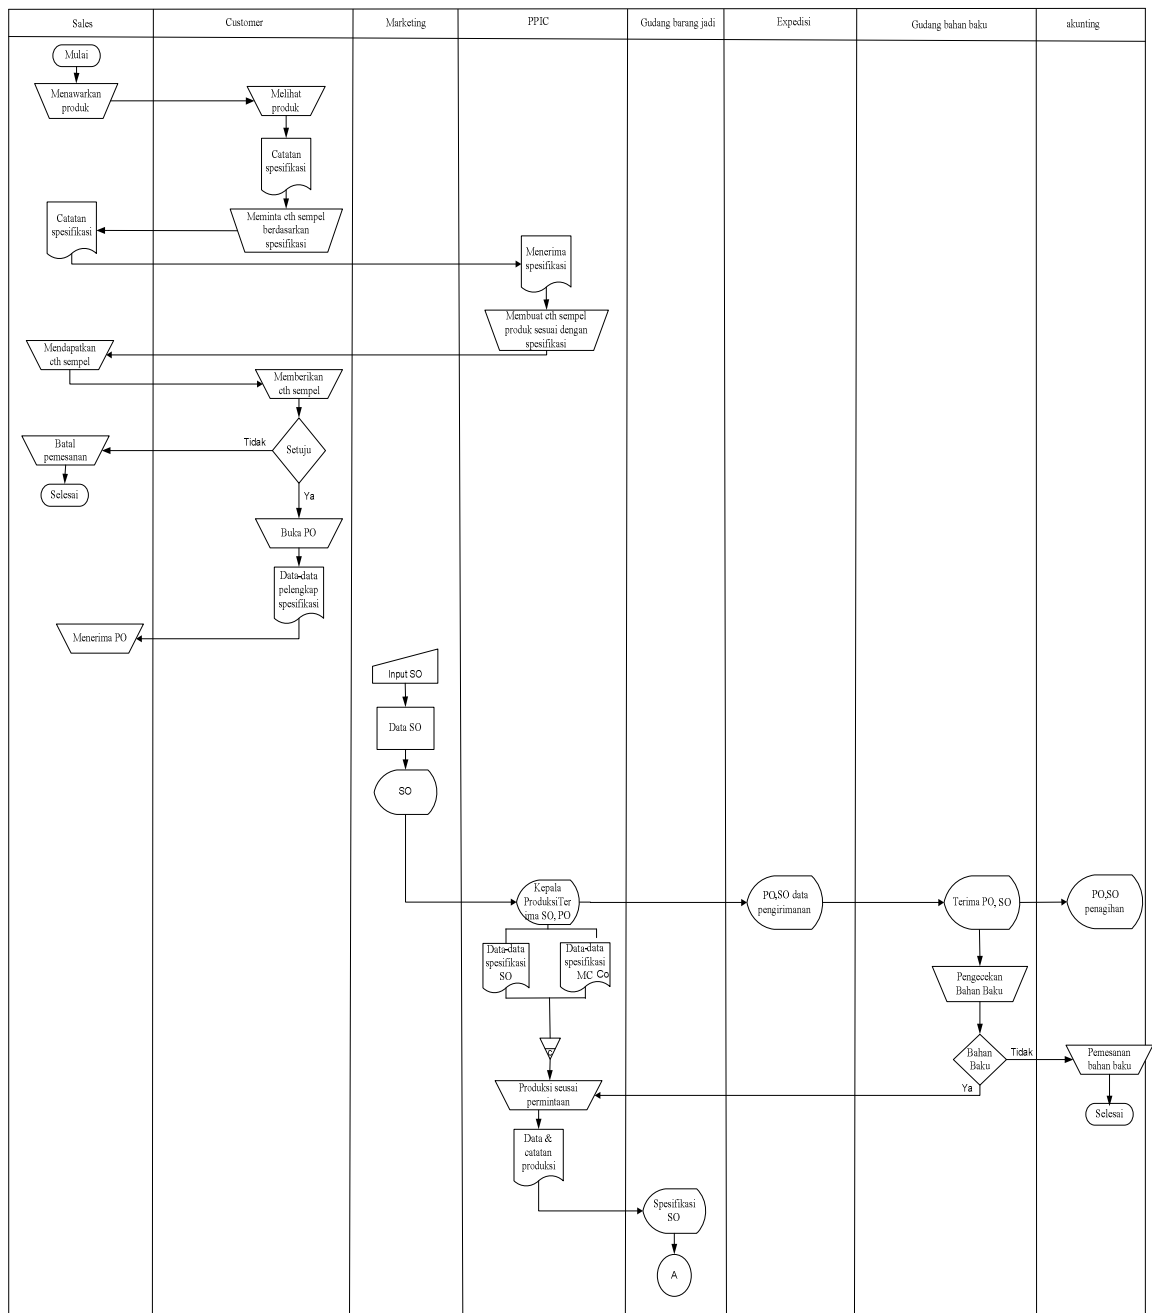 Sales
Customer
Marketing
PPIC
Gudang barang jadi
Expedisi
Gudang bahan baku
akunting
Mulai
Menawarkan
produk
Melihat
produk
Catatan
spesifikasi
Meminta cth sempel
berdasarkan
spesifikasi
Catatan
spesifikasi
Menerima
spesifikasi
Membuat cth sempel
produk sesuai dengan
spesifikasi
Mendapatkan
cth sempel
Memberikan
cth sempel
Setuju
Tidak
Batal
pemesanan
Selesai
Ya
Buka PO
Data-data
pelengkap
spesifikasi
Menerima PO
Input SO
Data SO
SO
Kepala
ProduksiTer
ima SO, PO
PO,SO data
pengirimanan
Terima PO, SO
PO,SO
penagihan
Data-data
spesifikasi
SO
Data-data
spesifikasi
MC Co
Pengecekan
Bahan Baku
C
Bahan
Baku
Tidak
Pemesanan
bahan baku
Ya
Selesai
Produksi seusai
permintaan
Data &
catatan
produksi
Spesifikasi
SO
A